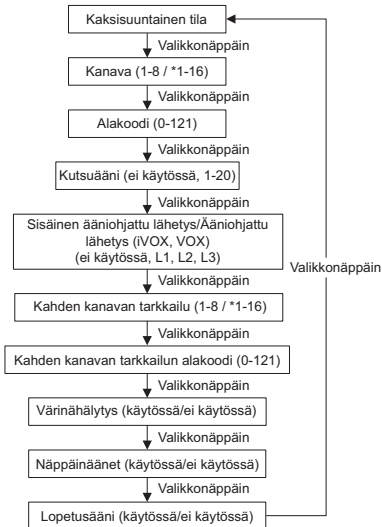 Kaksisuuntainen tila
Valikkonäppäin
Kanava (1-8 / *1-16)
Valikkonäppäin
Alakoodi (0-121)
Valikkonäppäin
Kutsuääni (ei käytössä, 1-20)
Valikkonäppäin
Sisäinen ääniohjattu lähetys/Ääniohjattu
lähetys (iVOX, VOX)
(ei käytössä, L1, L2, L3)
Valikkonäppäin
Valikkonäppäin
Kahden kanavan tarkkailu (1-8 / *1-16)
Valikkonäppäin
Kahden kanavan tarkkailun alakoodi (0-121)
Valikkonäppäin
Värinähälytys (käytössä/ei käytössä)
Valikkonäppäin
Näppäinäänet (käytössä/ei käytössä)
Valikkonäppäin
Lopetusääni (käytössä/ei käytössä)